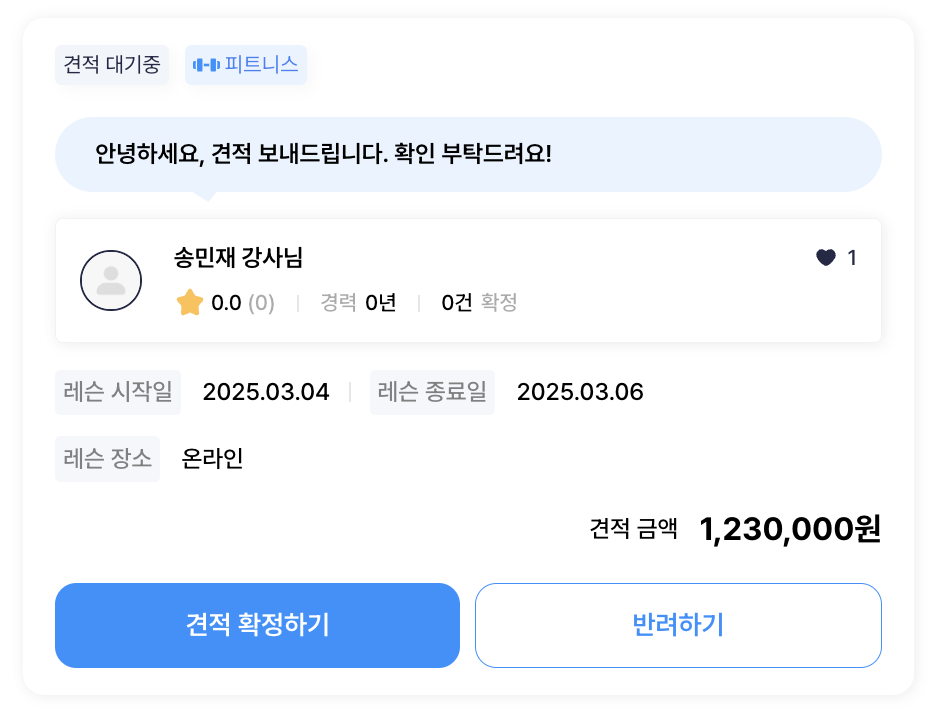 견적 대기중 피트니스
안녕하세요, 견적 보내드립니다. 확인 부탁드려요!
송민재 강사님 1
0.0 (0) 경력 0년 0건 확정
레슨 시작일 2025.03.04 레슨 종료일 2025.03.06
레슨 장소 온라인
견적 금액 1,230,000원
견적 확정하기 반려하기